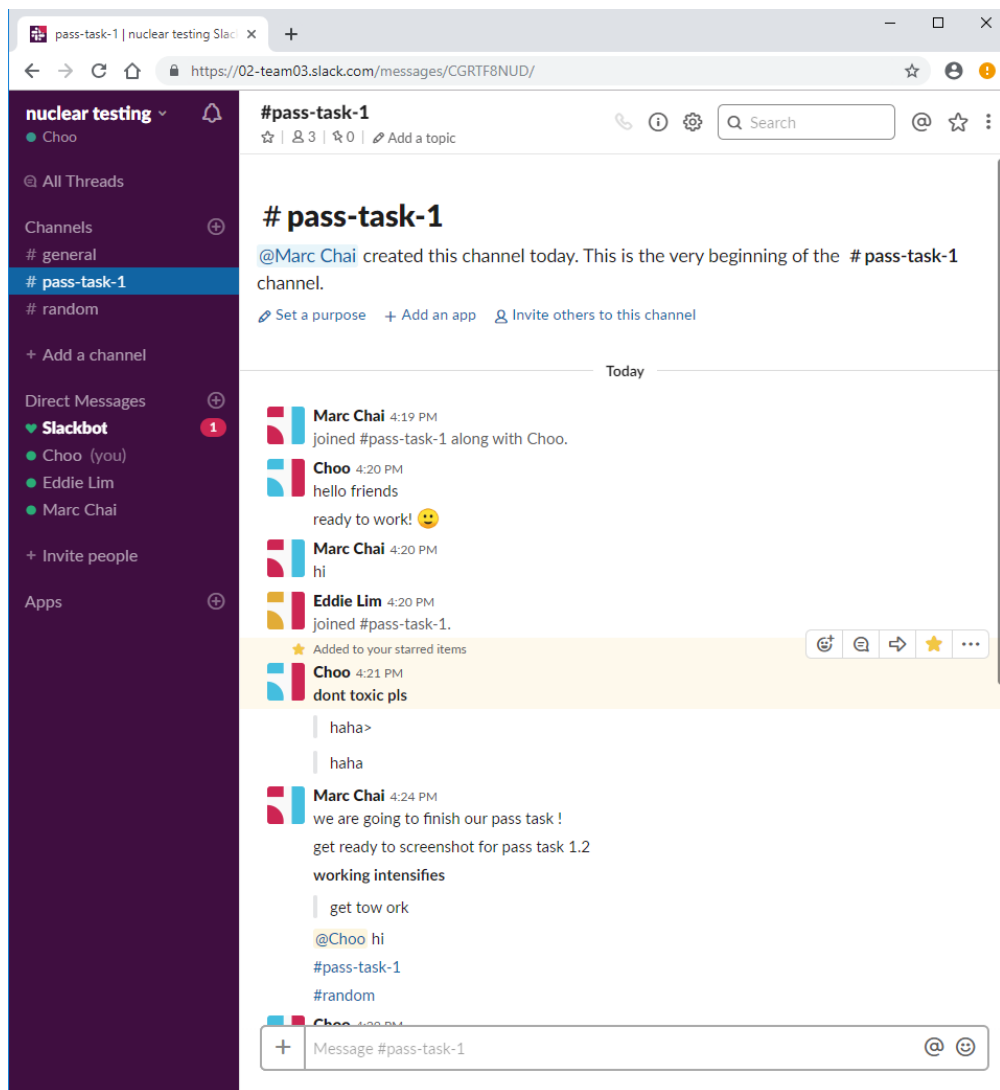 pass-task-1 | nuclear testing Slac
https://02-team03.slack.com/messages/CGRTF8NUD/
nuclear testing
Choo
All Threads
Channels
# general
# pass-task-1
# random
+ Add a channel
Direct Messages
Slackbot 1
Choo (you)
Eddie Lim
Marc Chai
+ Invite people
Apps
#pass-task-1
3 | 0 | Add a topic
Search
# pass-task-1
@Marc Chai created this channel today. This is the very beginning of the # pass-task-1
channel.
Set a purpose + Add an app Invite others to this channel
Today
Marc Chai 4:19 PM
joined #pass-task-1 along with Choo.
Choo 4:20 PM
hello friends
ready to work! 🙂
Marc Chai 4:20 PM
hi
Eddie Lim 4:20 PM
joined #pass-task-1.
Added to your starred items
Choo 4:21 PM
dont toxic pls
haha>
haha
Marc Chai 4:24 PM
we are going to finish our pass task !
get ready to screenshot for pass task 1.2
working intensifies
get tow ork
@Choo hi
#pass-task-1
#random
Choo
+ Message #pass-task-1 @